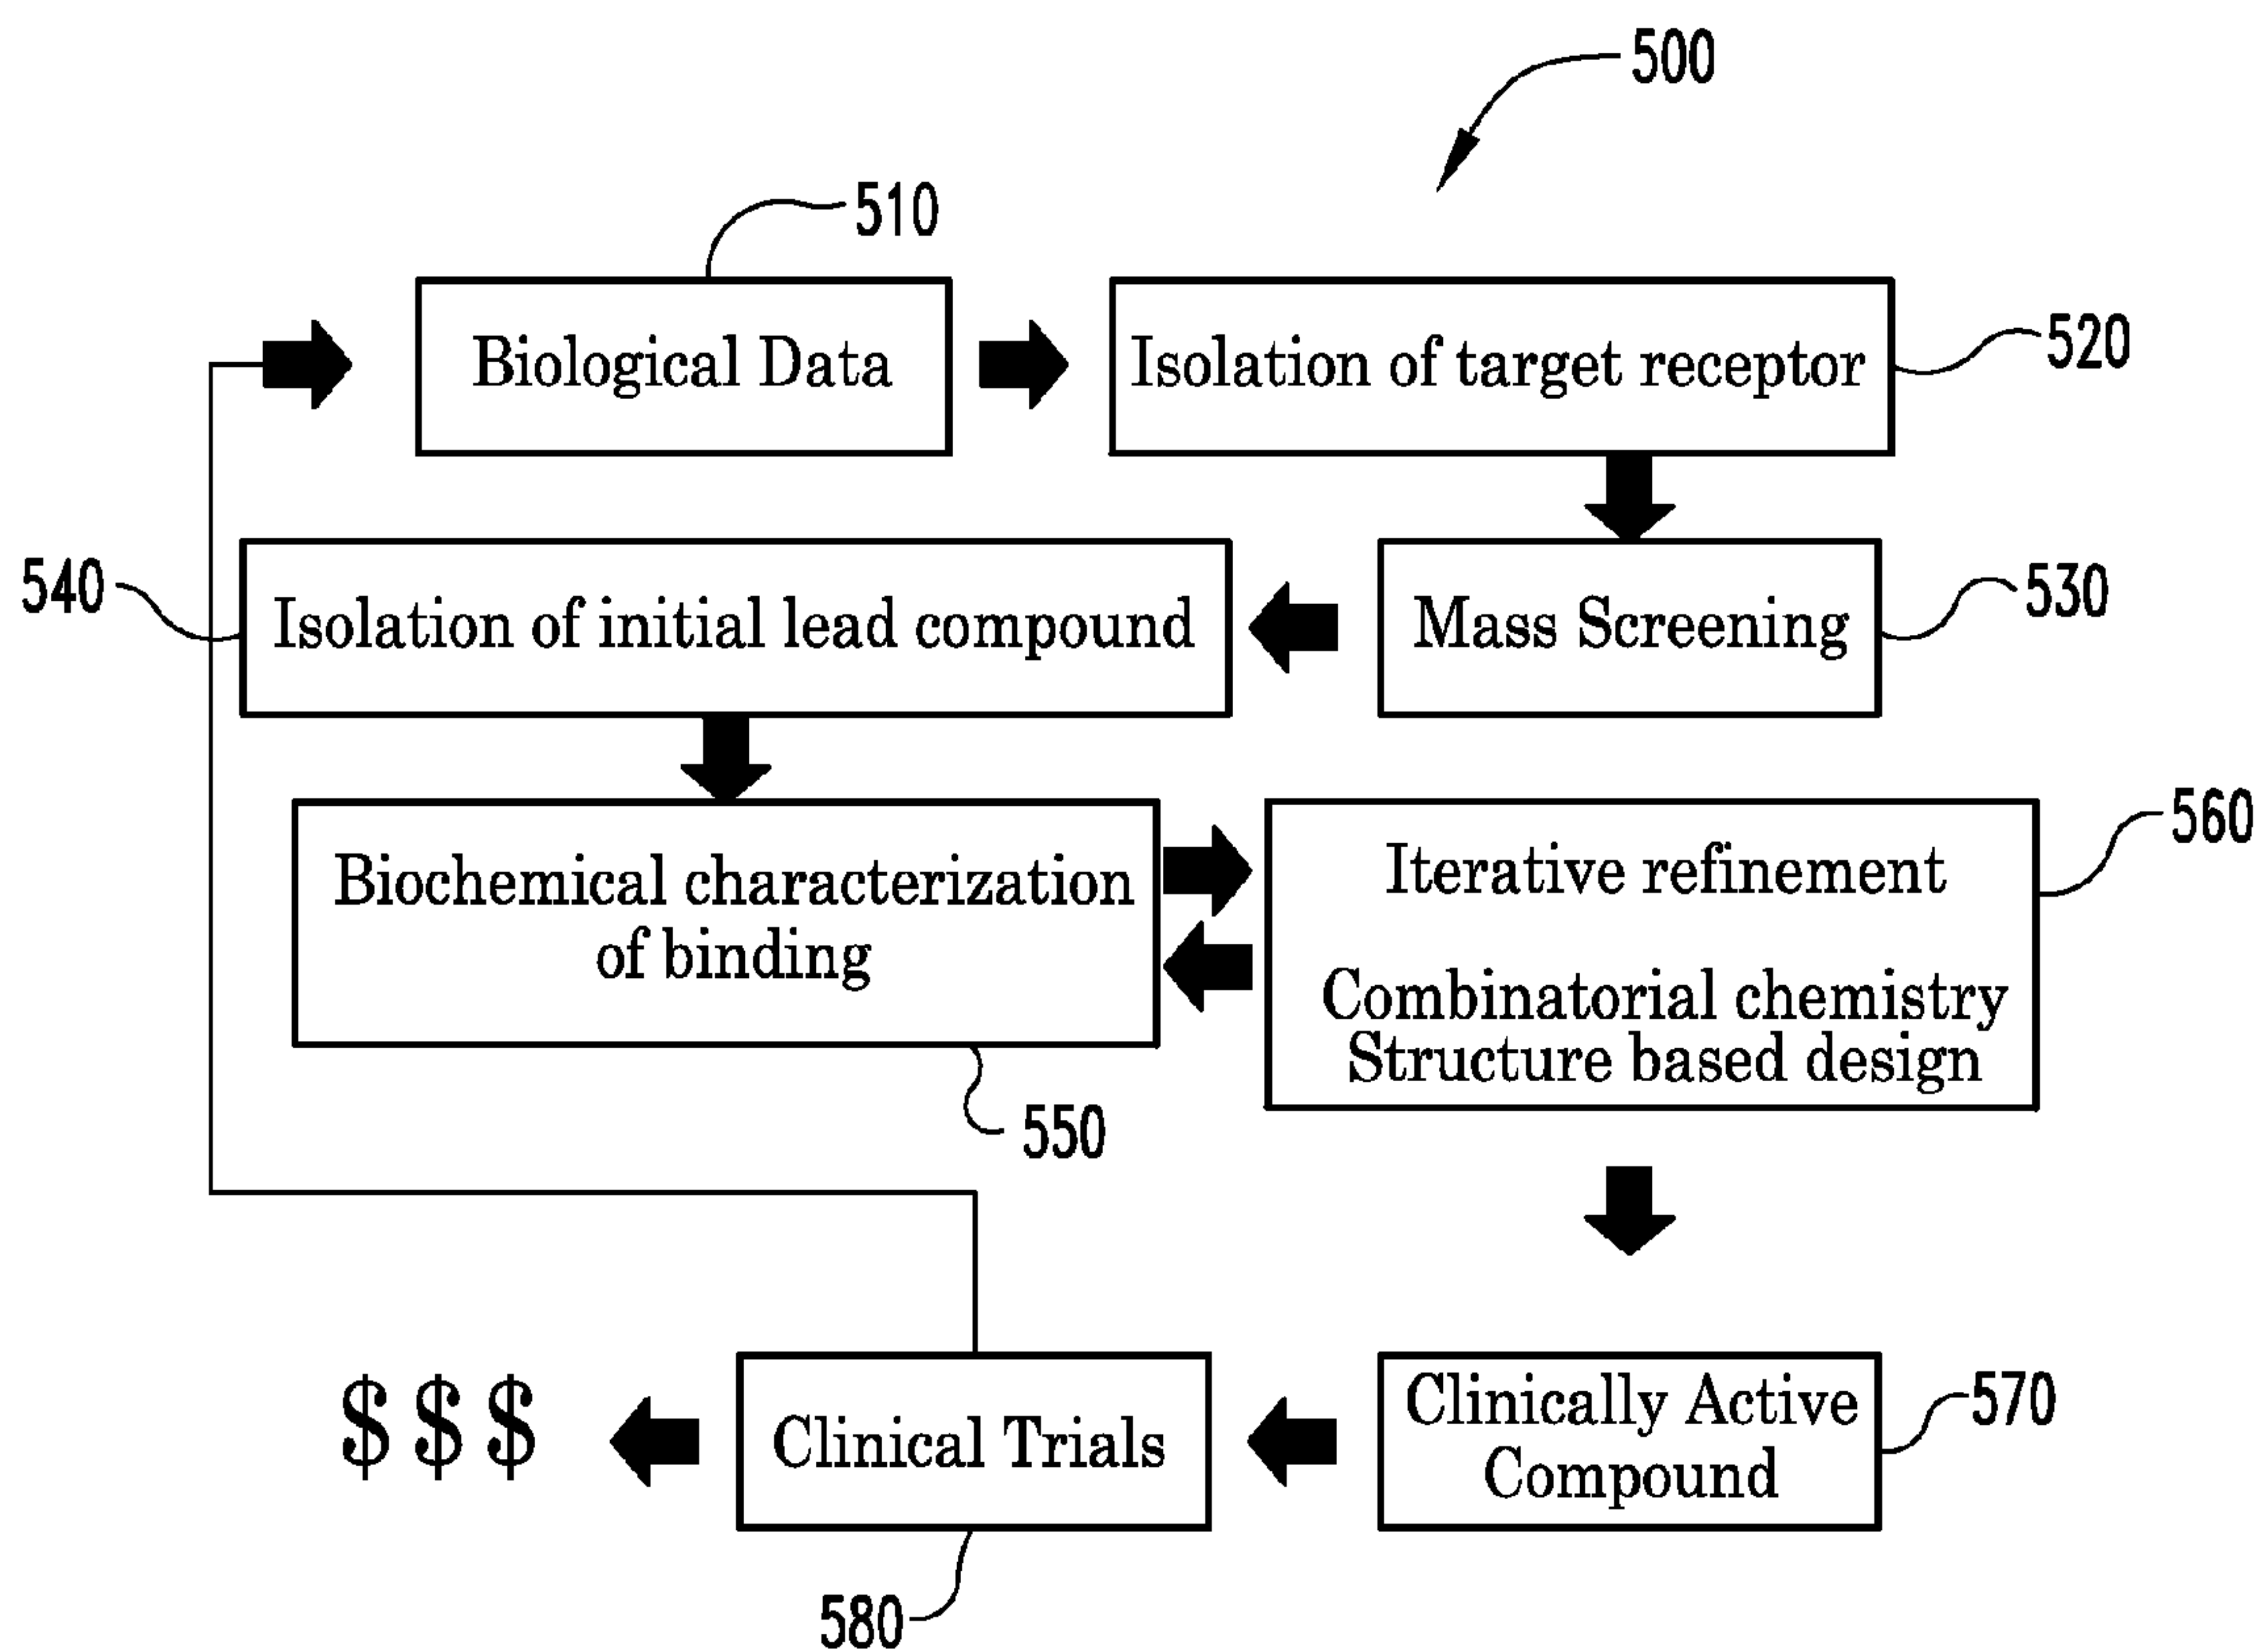 500
510
Biological Data
Isolation of target receptor
520
540
Isolation of initial lead compound
Mass Screening
530
Biochemical characterization
of binding
550
Iterative refinement
Combinatorial chemistry
Structure based design
560
$ $ $
Clinical Trials
580
Clinically Active
Compound
570